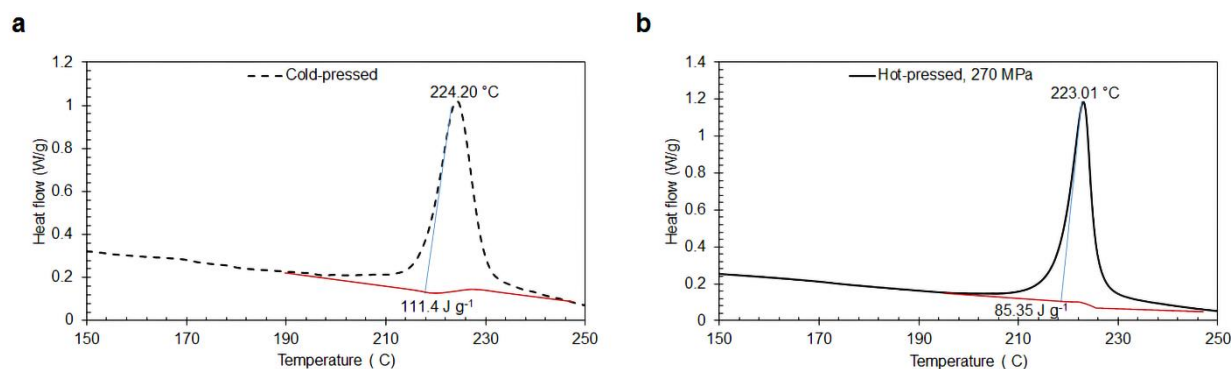 a
1.2
1
0.8
0.6
0.4
0.2
0
Heat flow (W/g)
Cold-pressed
224.20 °C
111.4 J g⁻¹
150 170 190 210 230 250
Temperature ( C)
b
1.4
1.2
1
0.8
0.6
0.4
0.2
0
Heat flow (W/g)
Hot-pressed, 270 MPa
223.01 °C
85.35 J g⁻¹
150 170 190 210 230 250
Temperature ( C)